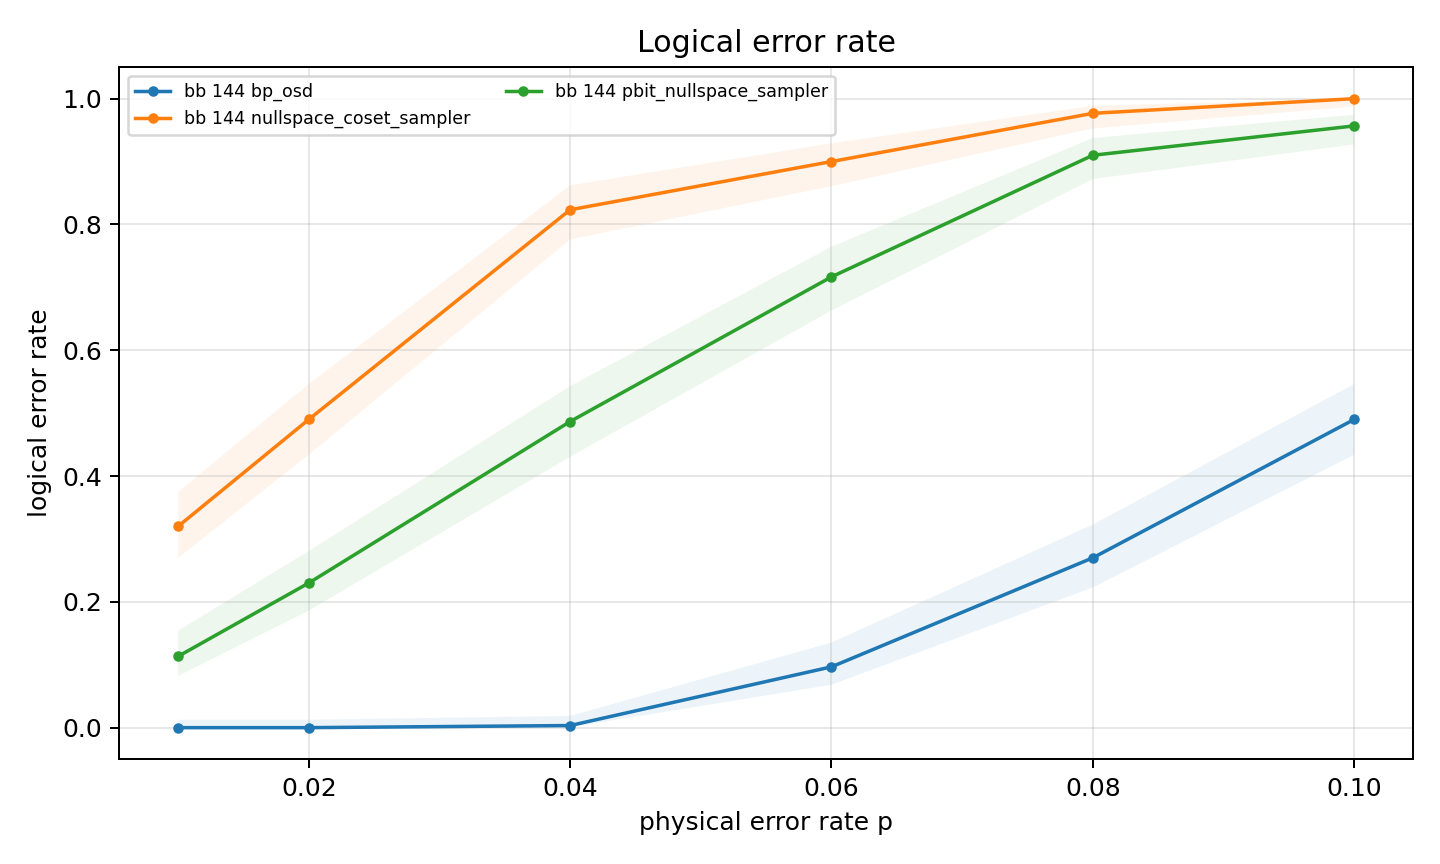 Logical error rate
bb 144 bp_osd
bb 144 nullspace_coset_sampler
bb 144 pbit_nullspace_sampler
1.0
0.8
0.6
0.4
0.2
0.0
logical error rate
0.02 0.04 0.06 0.08 0.10
physical error rate p